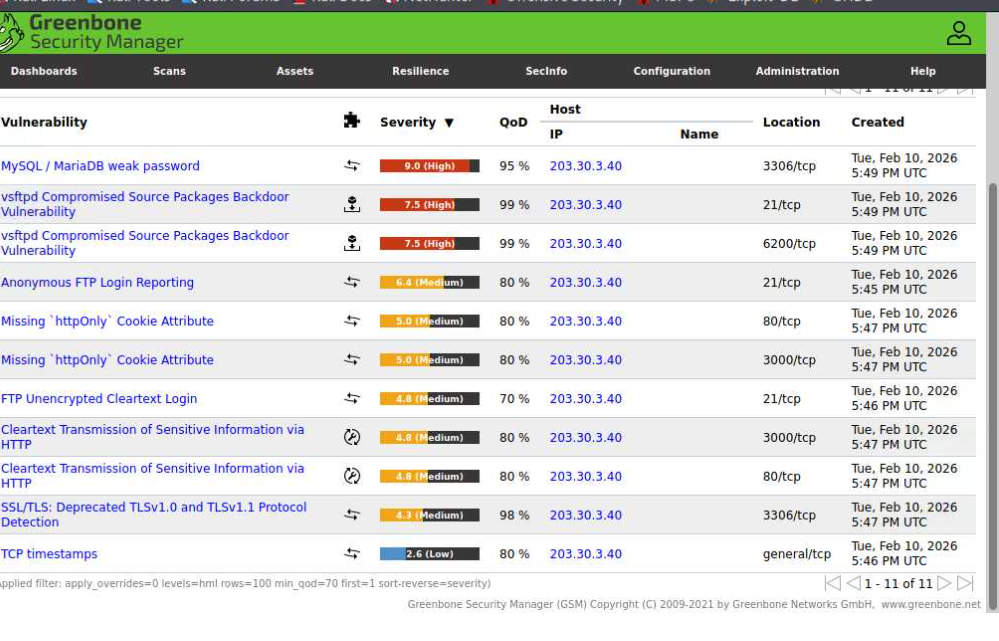 Greenbone
Security Manager
Dashboards Scans Assets Resilience SecInfo Configuration Administration Help
Vulnerability Severity ▼ QoD Host Location Created
IP Name
MySQL / MariaDB weak password 9.0 (High) 95 % 203.30.3.40 3306/tcp Tue, Feb 10, 2026
5:49 PM UTC
vsftpd Compromised Source Packages Backdoor
Vulnerability 7.5 (High) 99 % 203.30.3.40 21/tcp Tue, Feb 10, 2026
5:49 PM UTC
vsftpd Compromised Source Packages Backdoor
Vulnerability 7.5 (High) 99 % 203.30.3.40 6200/tcp Tue, Feb 10, 2026
5:49 PM UTC
Anonymous FTP Login Reporting 6.4 (Medium) 80 % 203.30.3.40 21/tcp Tue, Feb 10, 2026
5:45 PM UTC
Missing `httpOnly` Cookie Attribute 5.0 (Medium) 80 % 203.30.3.40 80/tcp Tue, Feb 10, 2026
5:47 PM UTC
Missing `httpOnly` Cookie Attribute 5.0 (Medium) 80 % 203.30.3.40 3000/tcp Tue, Feb 10, 2026
5:47 PM UTC
FTP Unencrypted Cleartext Login 4.8 (Medium) 70 % 203.30.3.40 21/tcp Tue, Feb 10, 2026
5:46 PM UTC
Cleartext Transmission of Sensitive Information via
HTTP 4.8 (Medium) 80 % 203.30.3.40 3000/tcp Tue, Feb 10, 2026
5:47 PM UTC
Cleartext Transmission of Sensitive Information via
HTTP 4.8 (Medium) 80 % 203.30.3.40 80/tcp Tue, Feb 10, 2026
5:47 PM UTC
SSL/TLS: Deprecated TLSv1.0 and TLSv1.1 Protocol
Detection 4.3 (Medium) 98 % 203.30.3.40 3306/tcp Tue, Feb 10, 2026
5:47 PM UTC
TCP timestamps 2.6 (Low) 80 % 203.30.3.40 general/tcp Tue, Feb 10, 2026
5:46 PM UTC
pplied filter: apply_overrides=0 levels=hml rows=100 min_qod=70 first=1 sort-reverse=severity) 1 - 11 of 11
Greenbone Security Manager (GSM) Copyright (C) 2009-2021 by Greenbone Networks GmbH, www.greenbone.net